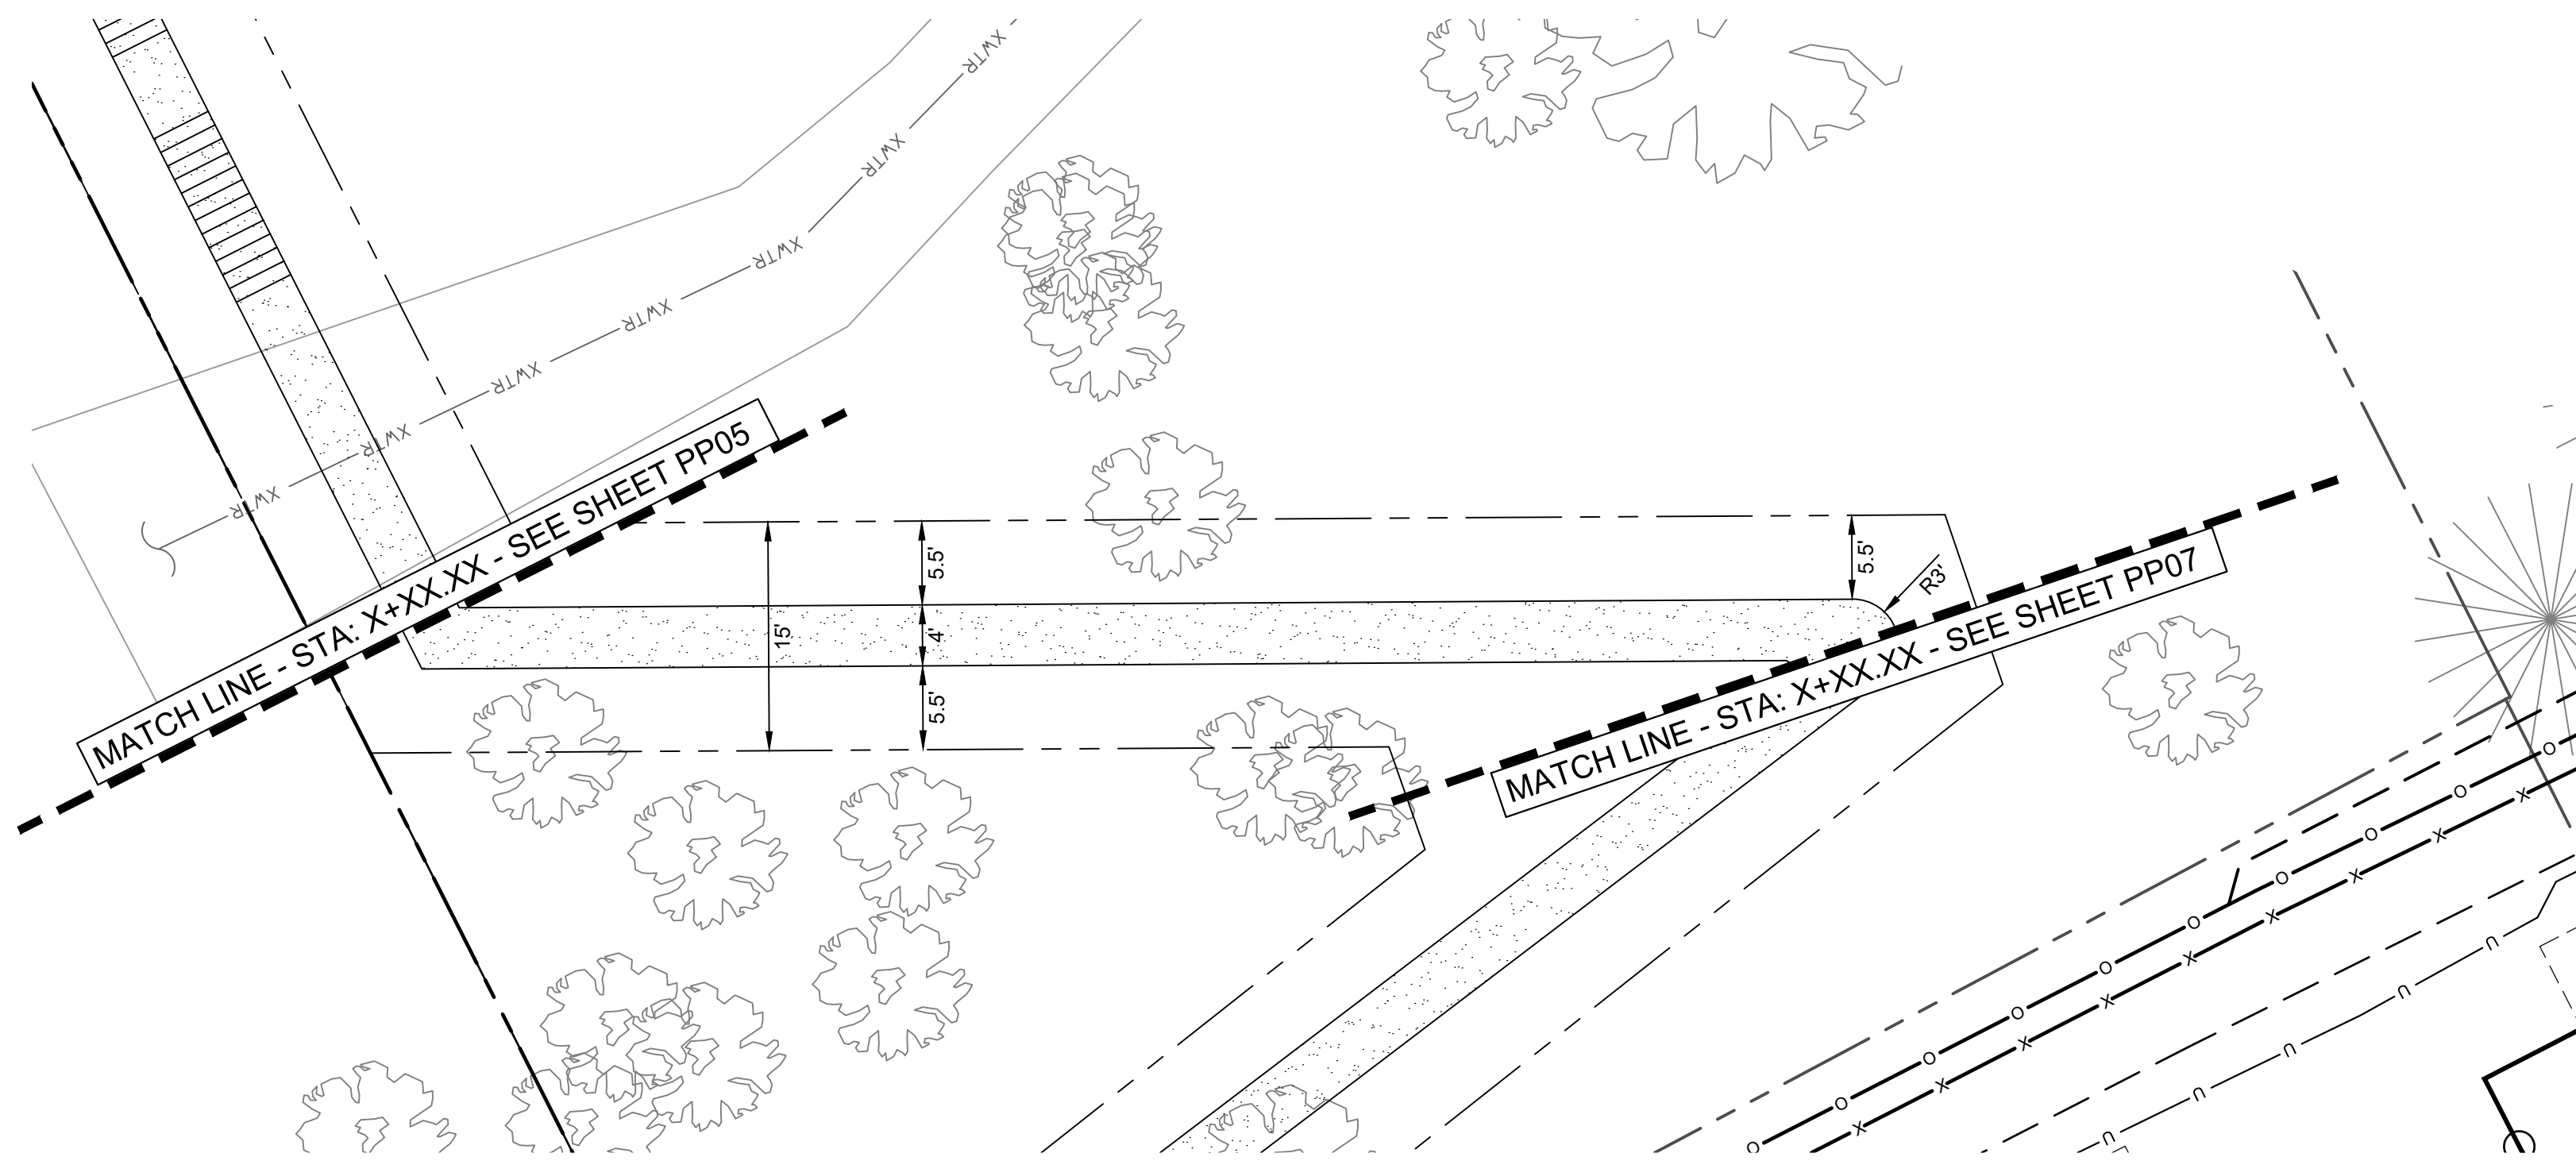 XWTR
XWTR
XWTR
XWTR
XWTR
XWTR
XWTR
MATCH LINE - STA: X+XX.XX - SEE SHEET PP05
15'
5.5'
4'
5.5'
5.5'
R3'
MATCH LINE - STA: X+XX.XX - SEE SHEET PP07